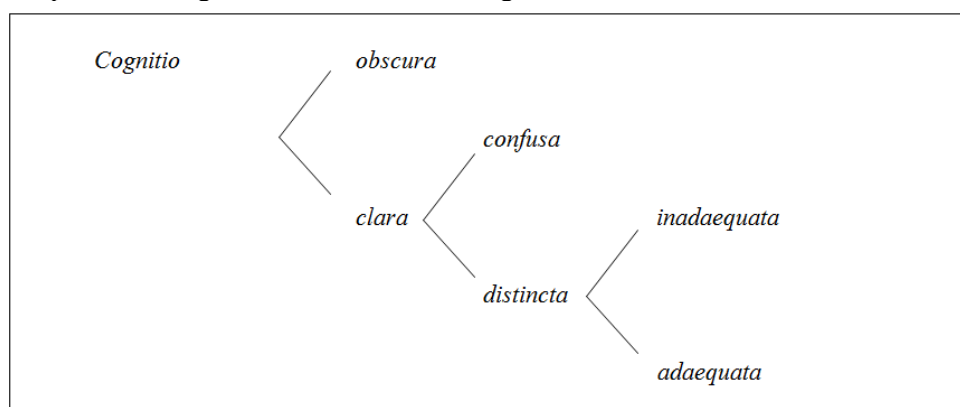 Cognitio obscura
confusa
clara inadaequata
distincta
adaequata